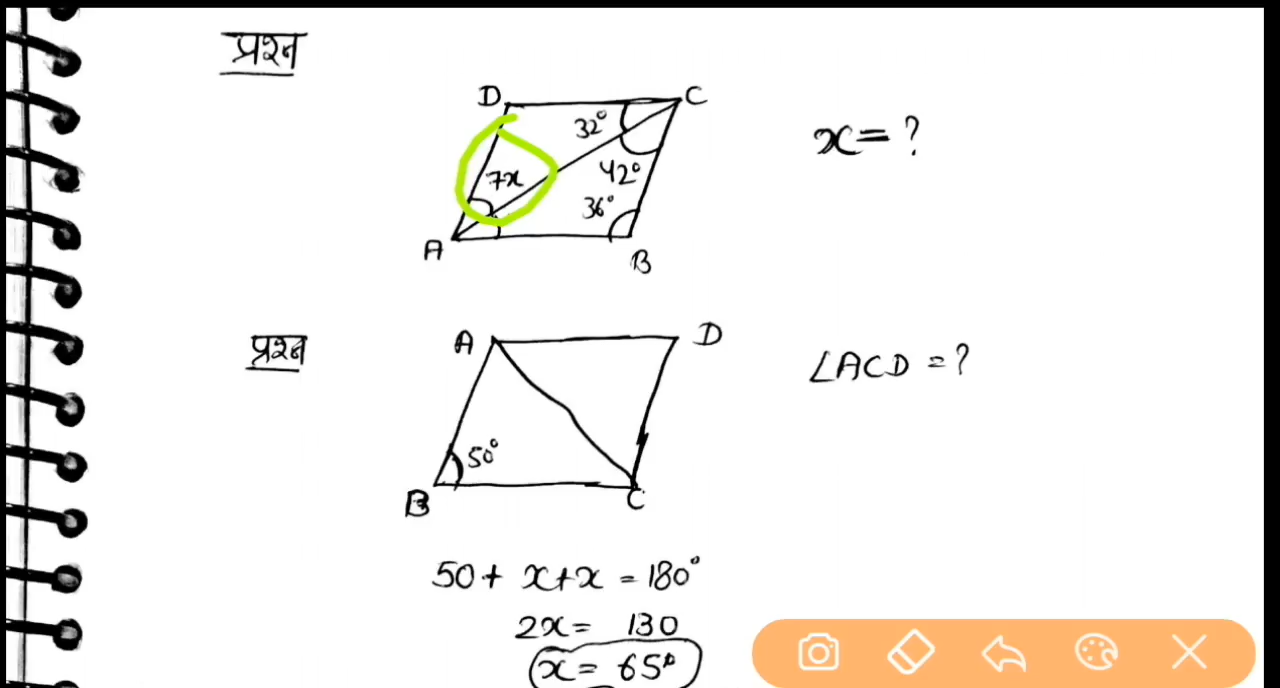 प्रश्न
D C
32°
x = ?
7x 42°
36°
A B
प्रश्न
A D
∠ACD = ?
50°
B C
50 + x + x = 180°
2x = 130
x = 65°